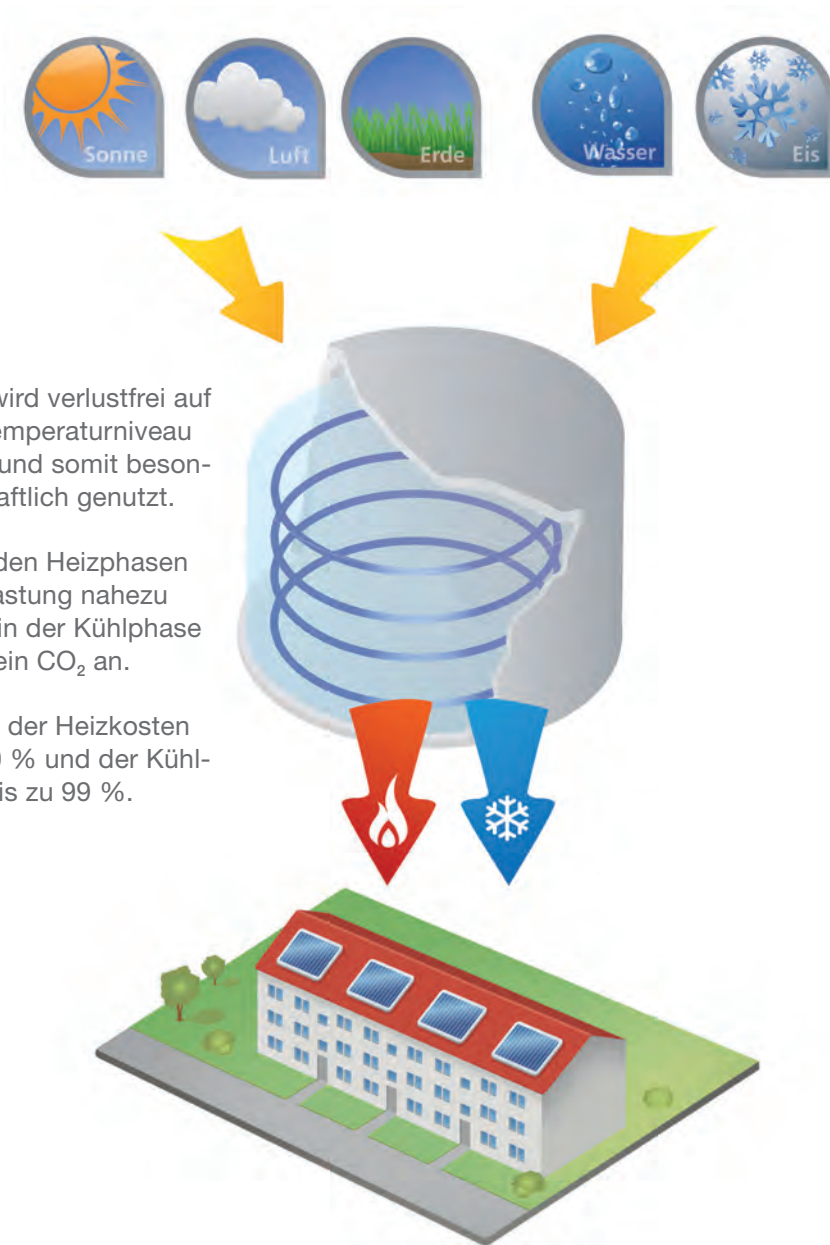 Sonne Luft Erde Wasser Eis
wird verlustfrei auf
emperaturniveau
und somit beson-
aftlich genutzt.
den Heizphasen
astung nahezu
in der Kühlphase
ein CO₂ an.
der Heizkosten
% und der Kühl-
is zu 99 %.